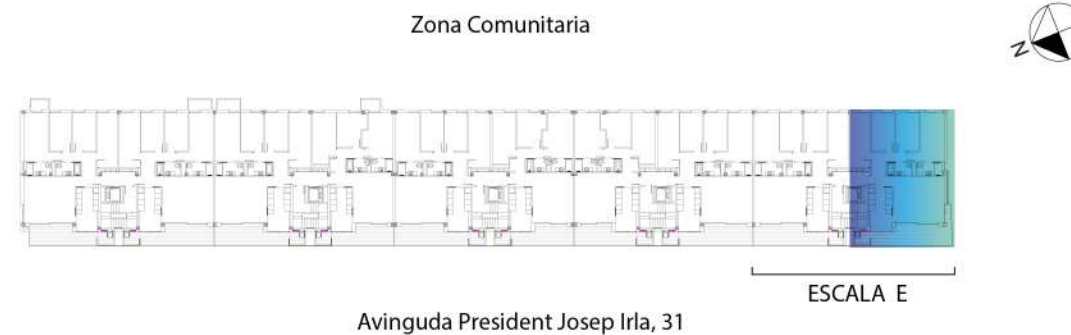 Zona Comunitaria
N
ESCALA E
Avinguda President Josep Irla, 31